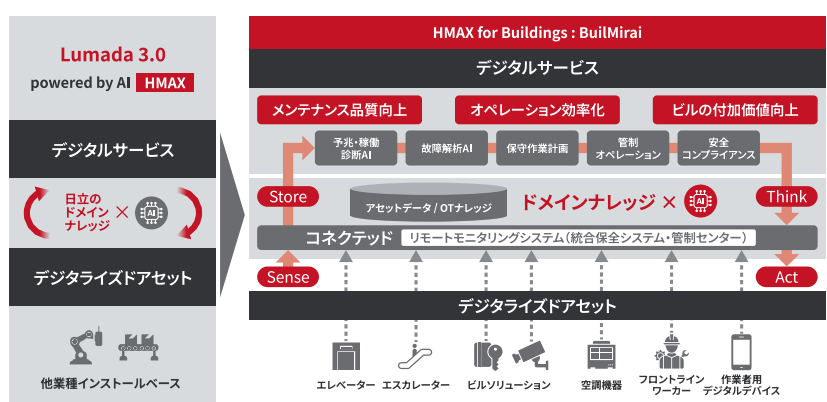 Lumada 3.0
powered by AI HMAX
デジタルサービス
日立の
ドメイン
ナレッジ
×
AI
デジタライズドアセット
他業種インストールベース
HMAX for Buildings : BuilMirai
デジタルサービス
メンテナンス品質向上
オペレーション効率化
ビルの付加価値向上
予兆・稼働
診断AI
故障解析AI
保守作業計画
管制
オペレーション
安全
コンプライアンス
Store
アセットデータ / OTナレッジ
ドメインナレッジ × AI
Think
コネクテッド リモートモニタリングシステム（統合保全システム・管制センター）
Sense
Act
デジタライズドアセット
エレベーター
エスカレーター
ビルソリューション
空調機器
フロントライン
ワーカー
作業者用
デジタルデバイス